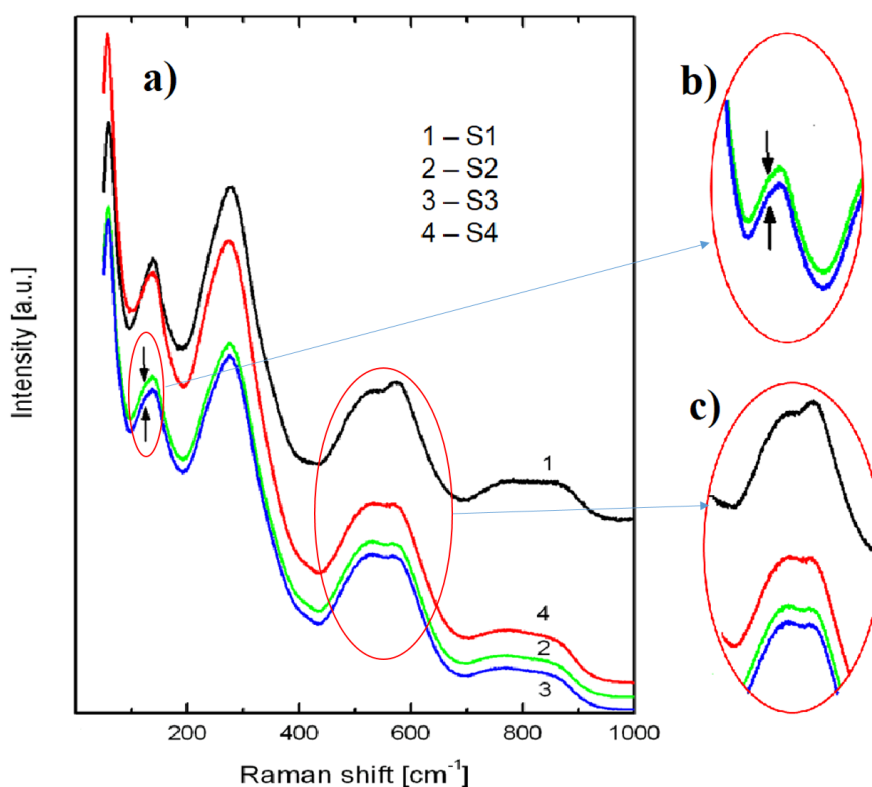 a)
1 – S1
2 – S2
3 – S3
4 – S4
b)
c)
1
4
2
3
200
400
600
800
1000
Intensity [a.u.]
Raman shift [cm⁻¹]